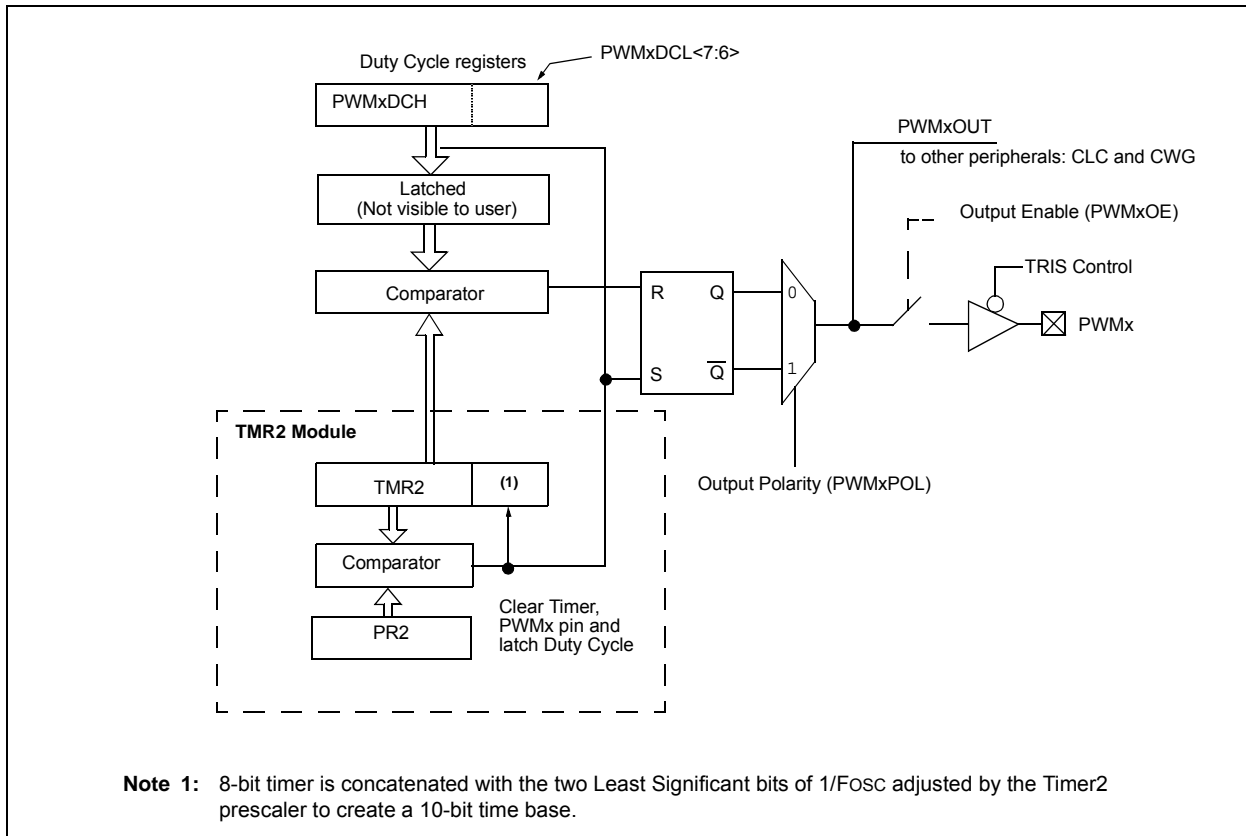 Duty Cycle registers
PWMxDCL<7:6>
PWMxDCH
PWMxOUT
to other peripherals: CLC and CWG
Latched
(Not visible to user)
Output Enable (PWMxOE)
TRIS Control
Comparator
R
Q
0
PWMx
S
Q
1
TMR2 Module
TMR2
(1)
Output Polarity (PWMxPOL)
Comparator
Clear Timer,
PWMx pin and
latch Duty Cycle
PR2
Note 1: 8-bit timer is concatenated with the two Least Significant bits of 1/FOSC adjusted by the Timer2
prescaler to create a 10-bit time base.